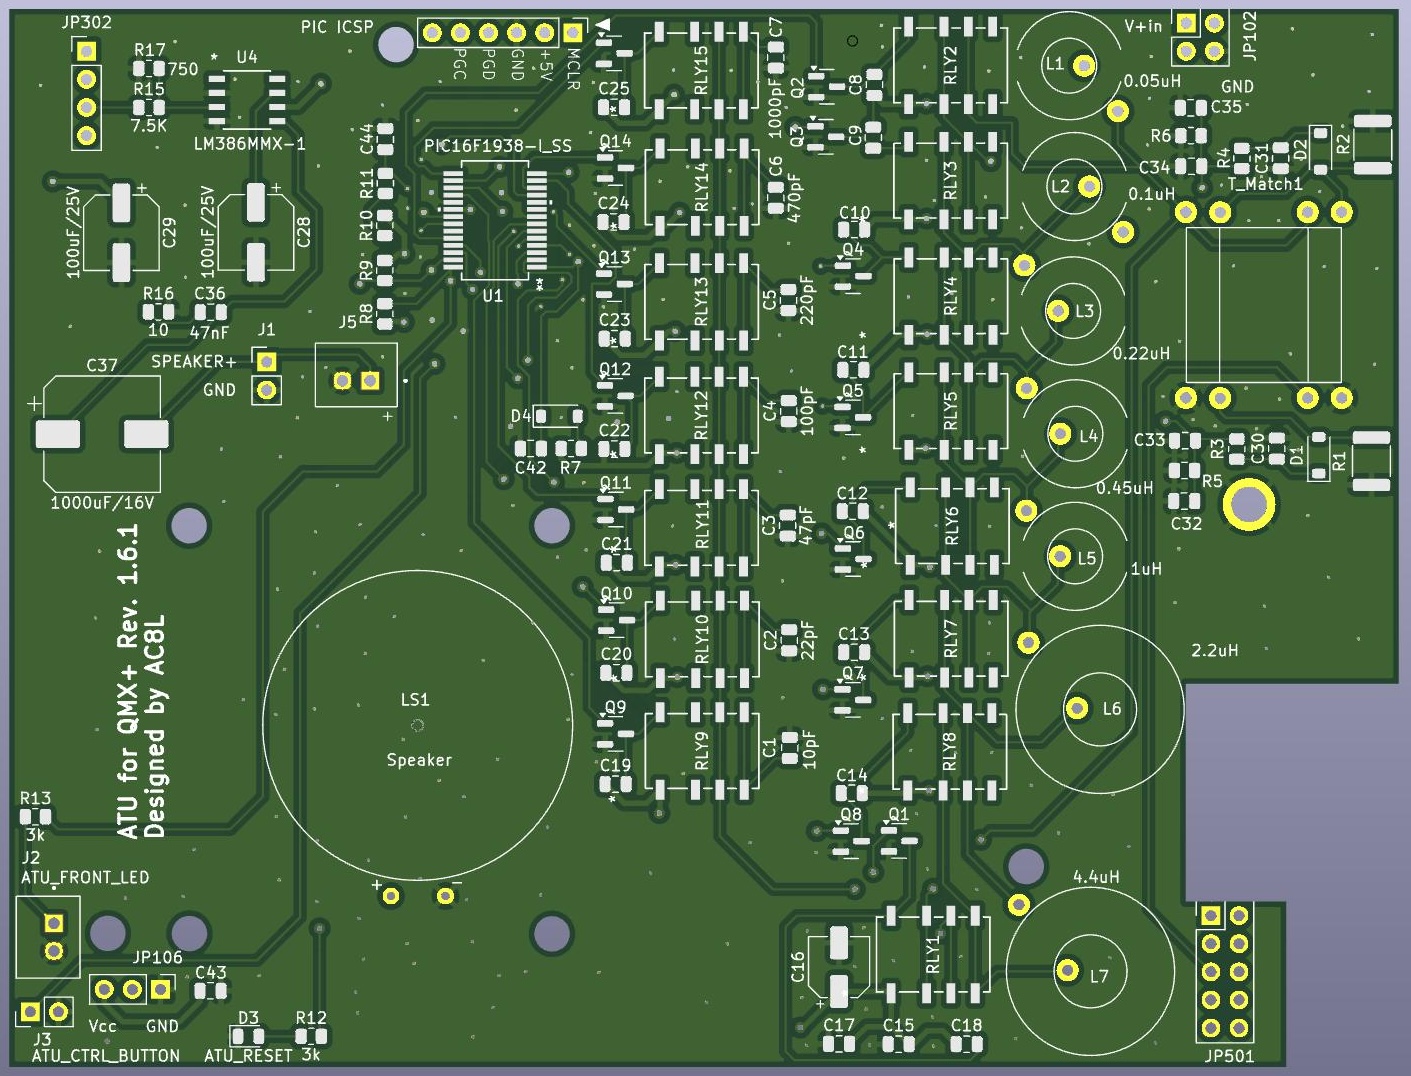 JP302
R17
750
R15
7.5K
*
U4
LM386MMX-1
PIC ICSP
PGC
PGD
GND
+5V
MCLR
C44
PIC16F1938-I_SS
R11
R10
R9
R8
U1
100uF/25V
+
C29
100uF/25V
+
C28
R16
10
C36
47nF
J1
J5
SPEAKER+
GND
+
C37
+
1000uF/16V
D4
C42
R7
C25
Q14
C24
Q13
C23
Q12
C22
Q11
C21
Q10
C20
Q9
C19
RLY15
RLY14
RLY13
RLY12
RLY11
RLY10
RLY9
C7
1000pF
C6
470pF
C5
220pF
C4
100pF
C3
47pF
C2
22pF
C1
10pF
Q2
C8
Q3
C9
C10
Q4
C11
Q5
C12
Q6
C13
Q7
C14
Q8
Q1
RLY2
RLY3
RLY4
RLY5
RLY6
RLY7
RLY8
RLY1
L1
0.05uH
L2
0.1uH
L3
0.22uH
L4
0.45uH
L5
1uH
L6
2.2uH
L7
4.4uH
V+in
JP102
GND
C35
R6
C34
R4
C31
D2
R2
T_Match1
C33
R3
C30
D1
R1
R5
C32
ATU for QMX+ Rev. 1.6.1
Designed by AC8L
LS1
Speaker
+
−
R13
3k
J2
ATU_FRONT_LED
JP106
C43
Vcc
GND
J3
ATU_CTRL_BUTTON
D3
ATU_RESET
R12
3k
C16
+
C17
C15
C18
JP501